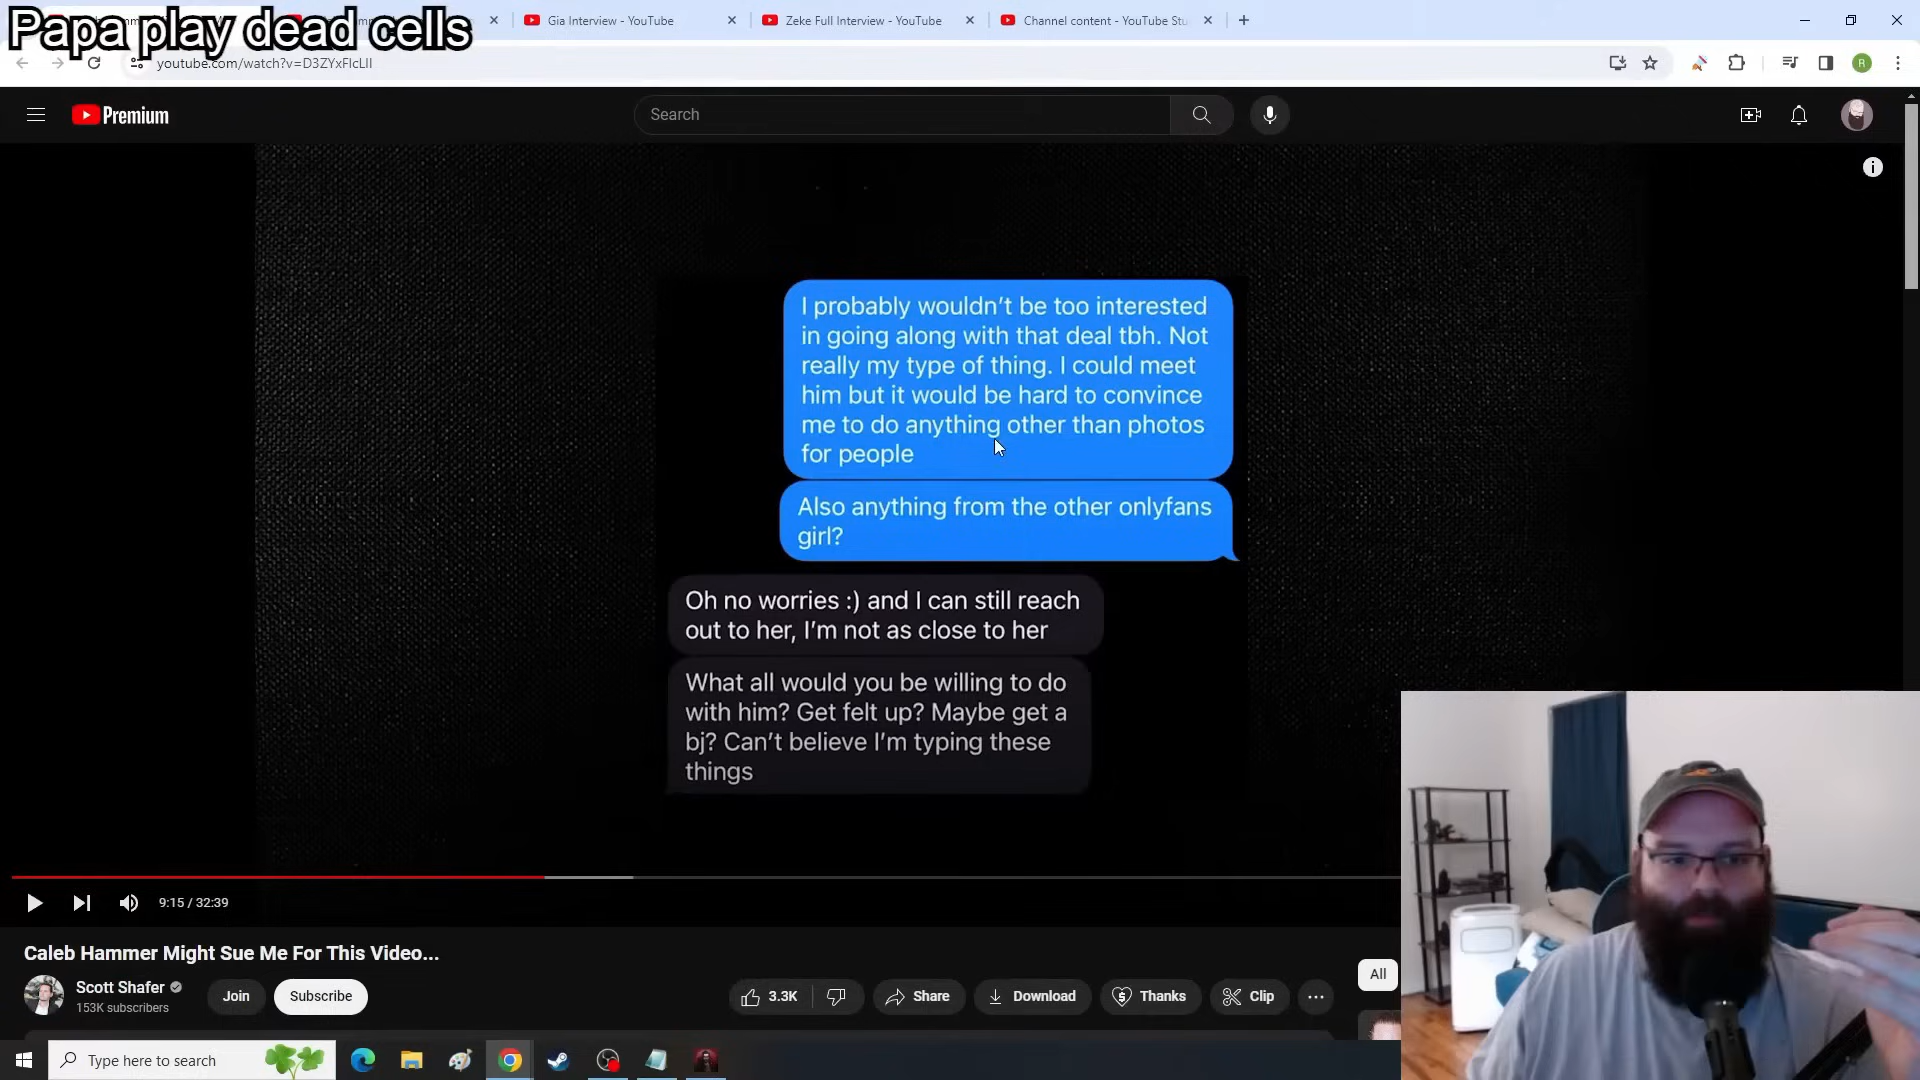 Papa play dead cells
Gia Interview - YouTube
Zeke Full Interview - YouTube
Channel content - YouTube Stu
youtube.com/watch?v=D3ZYxFIcLII
R
Premium
Search
I probably wouldn't be too interested
in going along with that deal tbh. Not
really my type of thing. I could meet
him but it would be hard to convince
me to do anything other than photos
for people
Also anything from the other onlyfans
girl?
Oh no worries :) and I can still reach
out to her, I'm not as close to her
What all would you be willing to do
with him? Get felt up? Maybe get a
bj? Can't believe I'm typing these
things
9:15 / 32:39
Caleb Hammer Might Sue Me For This Video...
Scott Shafer
153K subscribers
Join
Subscribe
3.3K
Share
Download
Thanks
Clip
All
Type here to search